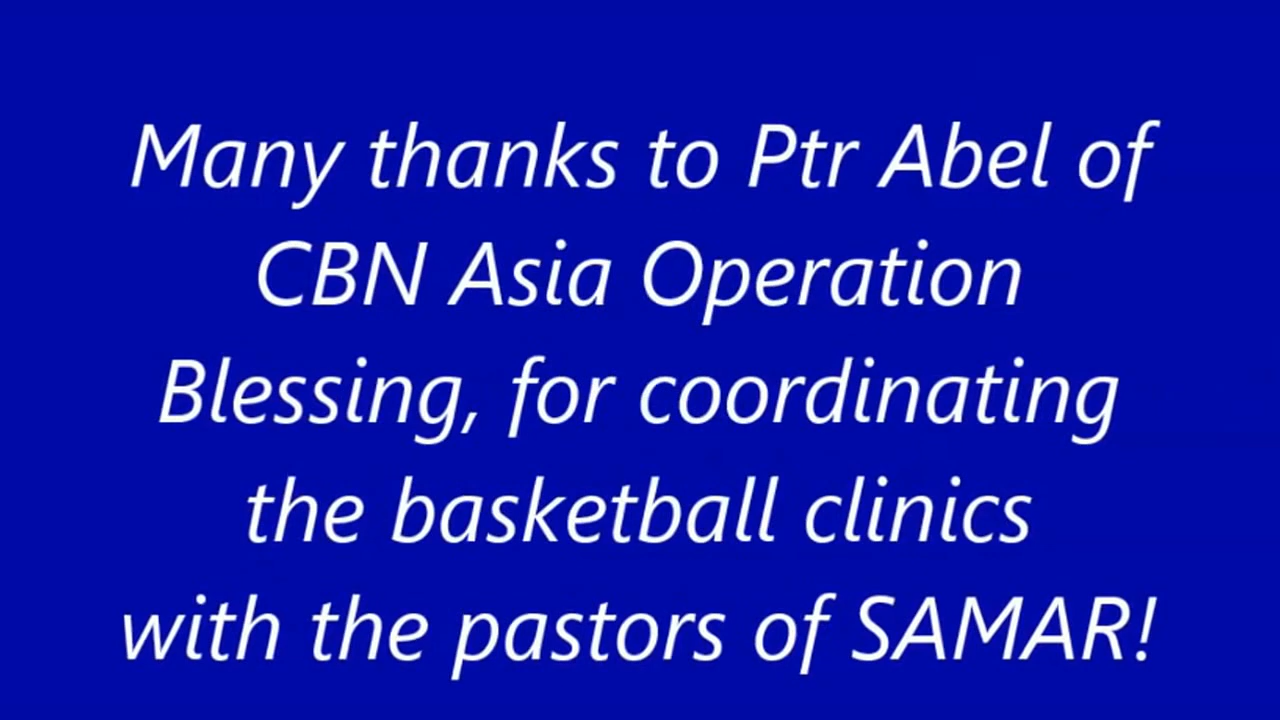 Many thanks to Ptr Abel of
CBN Asia Operation
Blessing, for coordinating
the basketball clinics
with the pastors of SAMAR!